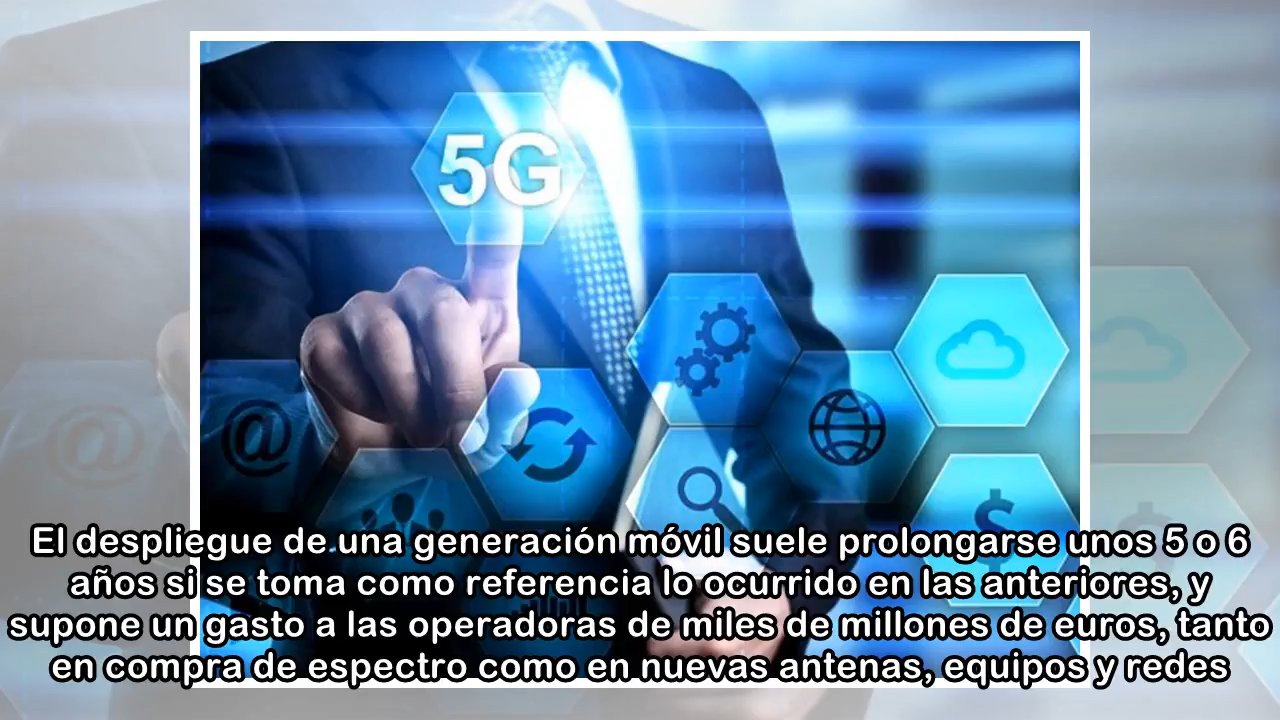 5G
@
@
$
El despliegue de una generación móvil suele prolongarse unos 5 o 6
años si se toma como referencia lo ocurrido en las anteriores, y
supone un gasto a las operadoras de miles de millones de euros, tanto
en compra de espectro como en nuevas antenas, equipos y redes